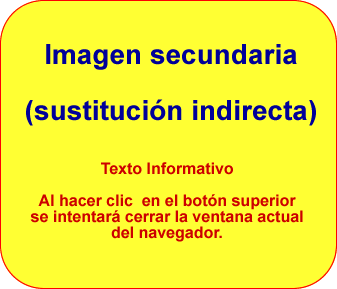 Imagen secundaria
(sustitución indirecta)
Texto Informativo
Al hacer clic  en el botón superior
se intentará cerrar la ventana actual
del navegador.